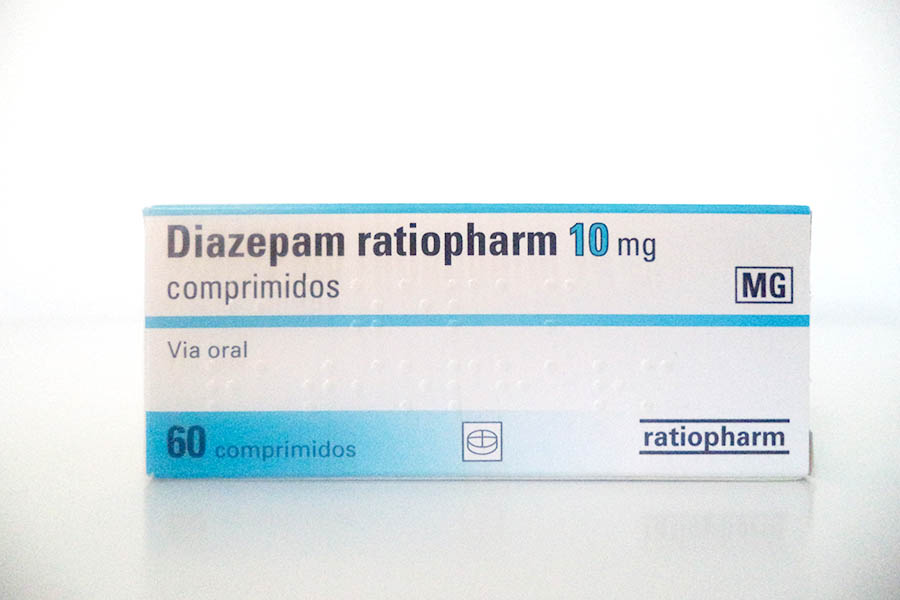 Diazepam ratiopharm 10 mg
comprimidos
MG
Via oral
60 comprimidos
ratiopharm